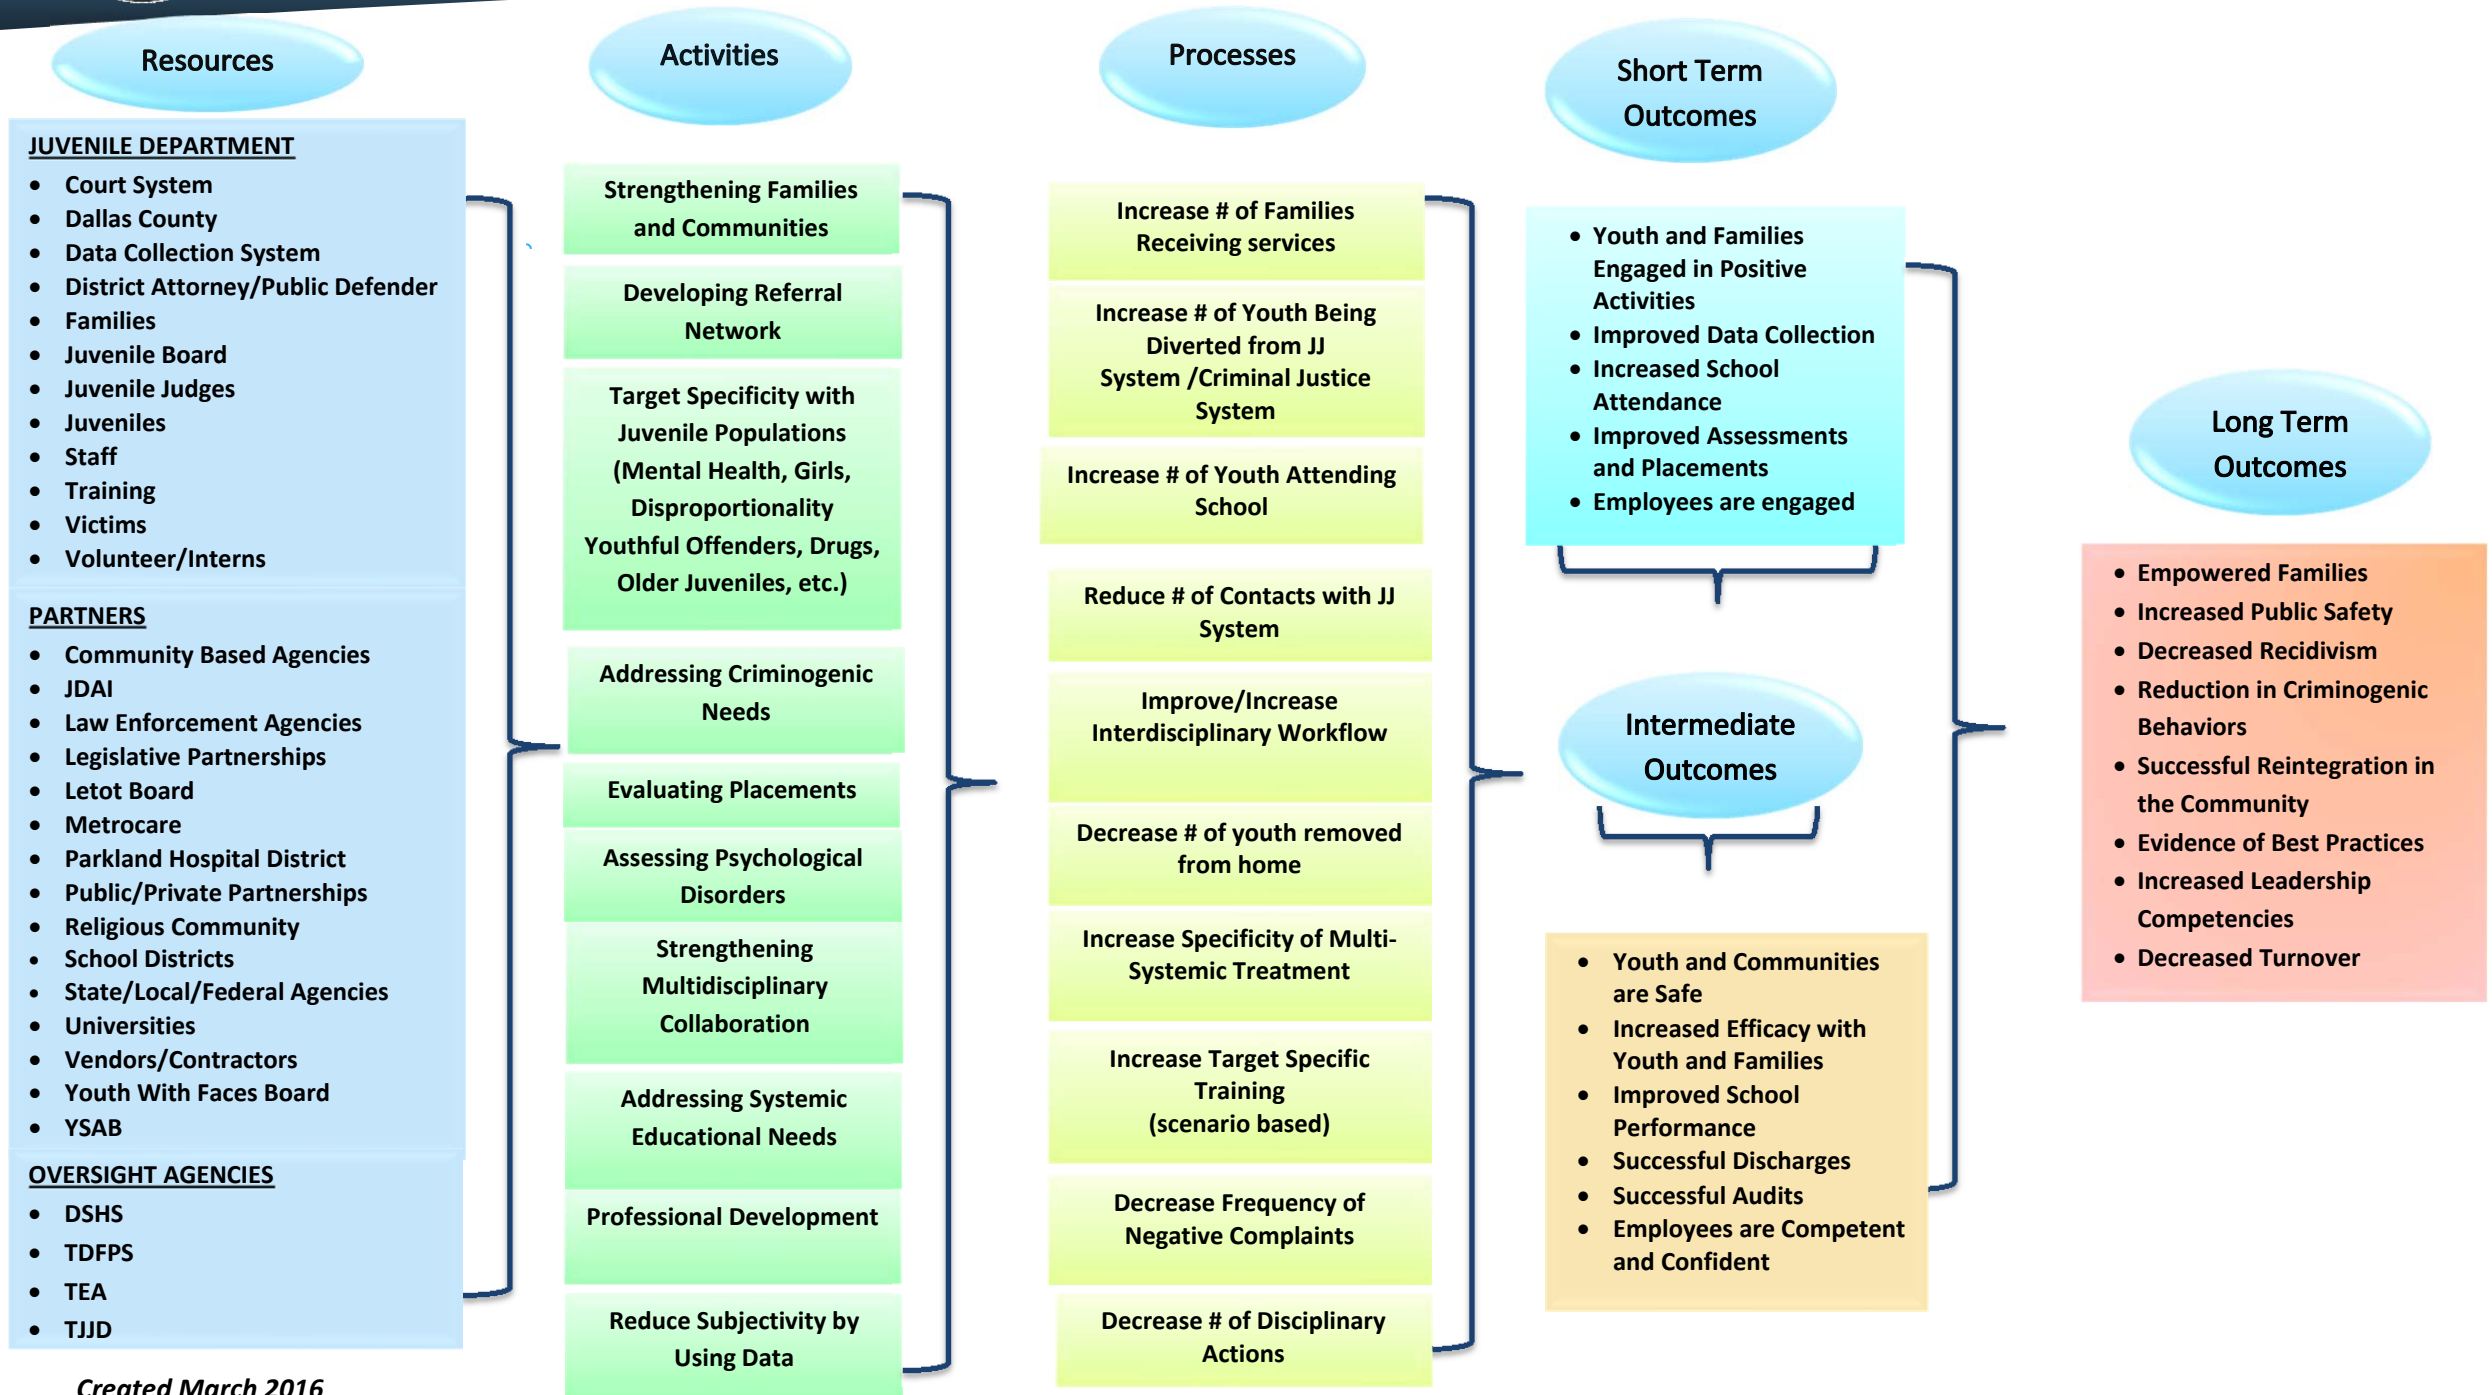 Resources
JUVENILE DEPARTMENT
• Court System
• Dallas County
• Data Collection System
• District Attorney/Public Defender
• Families
• Juvenile Board
• Juvenile Judges
• Juveniles
• Staff
• Training
• Victims
• Volunteer/Interns
PARTNERS
• Community Based Agencies
• JDAI
• Law Enforcement Agencies
• Legislative Partnerships
• Letot Board
• Metrocare
• Parkland Hospital District
• Public/Private Partnerships
• Religious Community
• School Districts
• State/Local/Federal Agencies
• Universities
• Vendors/Contractors
• Youth With Faces Board
• YSAB
OVERSIGHT AGENCIES
• DSHS
• TDFPS
• TEA
• TJJD
Created March 2016
Activities
Strengthening Families
and Communities
Developing Referral
Network
Target Specificity with
Juvenile Populations
(Mental Health, Girls,
Disproportionality
Youthful Offenders, Drugs,
Older Juveniles, etc.)
Addressing Criminogenic
Needs
Evaluating Placements
Assessing Psychological
Disorders
Strengthening
Multidisciplinary
Collaboration
Addressing Systemic
Educational Needs
Professional Development
Reduce Subjectivity by
Using Data
Processes
Increase # of Families
Receiving services
Increase # of Youth Being
Diverted from JJ
System /Criminal Justice
System
Increase # of Youth Attending
School
Reduce # of Contacts with JJ
System
Improve/Increase
Interdisciplinary Workflow
Decrease # of youth removed
from home
Increase Specificity of Multi-
Systemic Treatment
Increase Target Specific
Training
(scenario based)
Decrease Frequency of
Negative Complaints
Decrease # of Disciplinary
Actions
Short Term
Outcomes
• Youth and Families
Engaged in Positive
Activities
• Improved Data Collection
• Increased School
Attendance
• Improved Assessments
and Placements
• Employees are engaged
Intermediate
Outcomes
• Youth and Communities
are Safe
• Increased Efficacy with
Youth and Families
• Improved School
Performance
• Successful Discharges
• Successful Audits
• Employees are Competent
and Confident
Long Term
Outcomes
• Empowered Families
• Increased Public Safety
• Decreased Recidivism
• Reduction in Criminogenic
Behaviors
• Successful Reintegration in
the Community
• Evidence of Best Practices
• Increased Leadership
Competencies
• Decreased Turnover